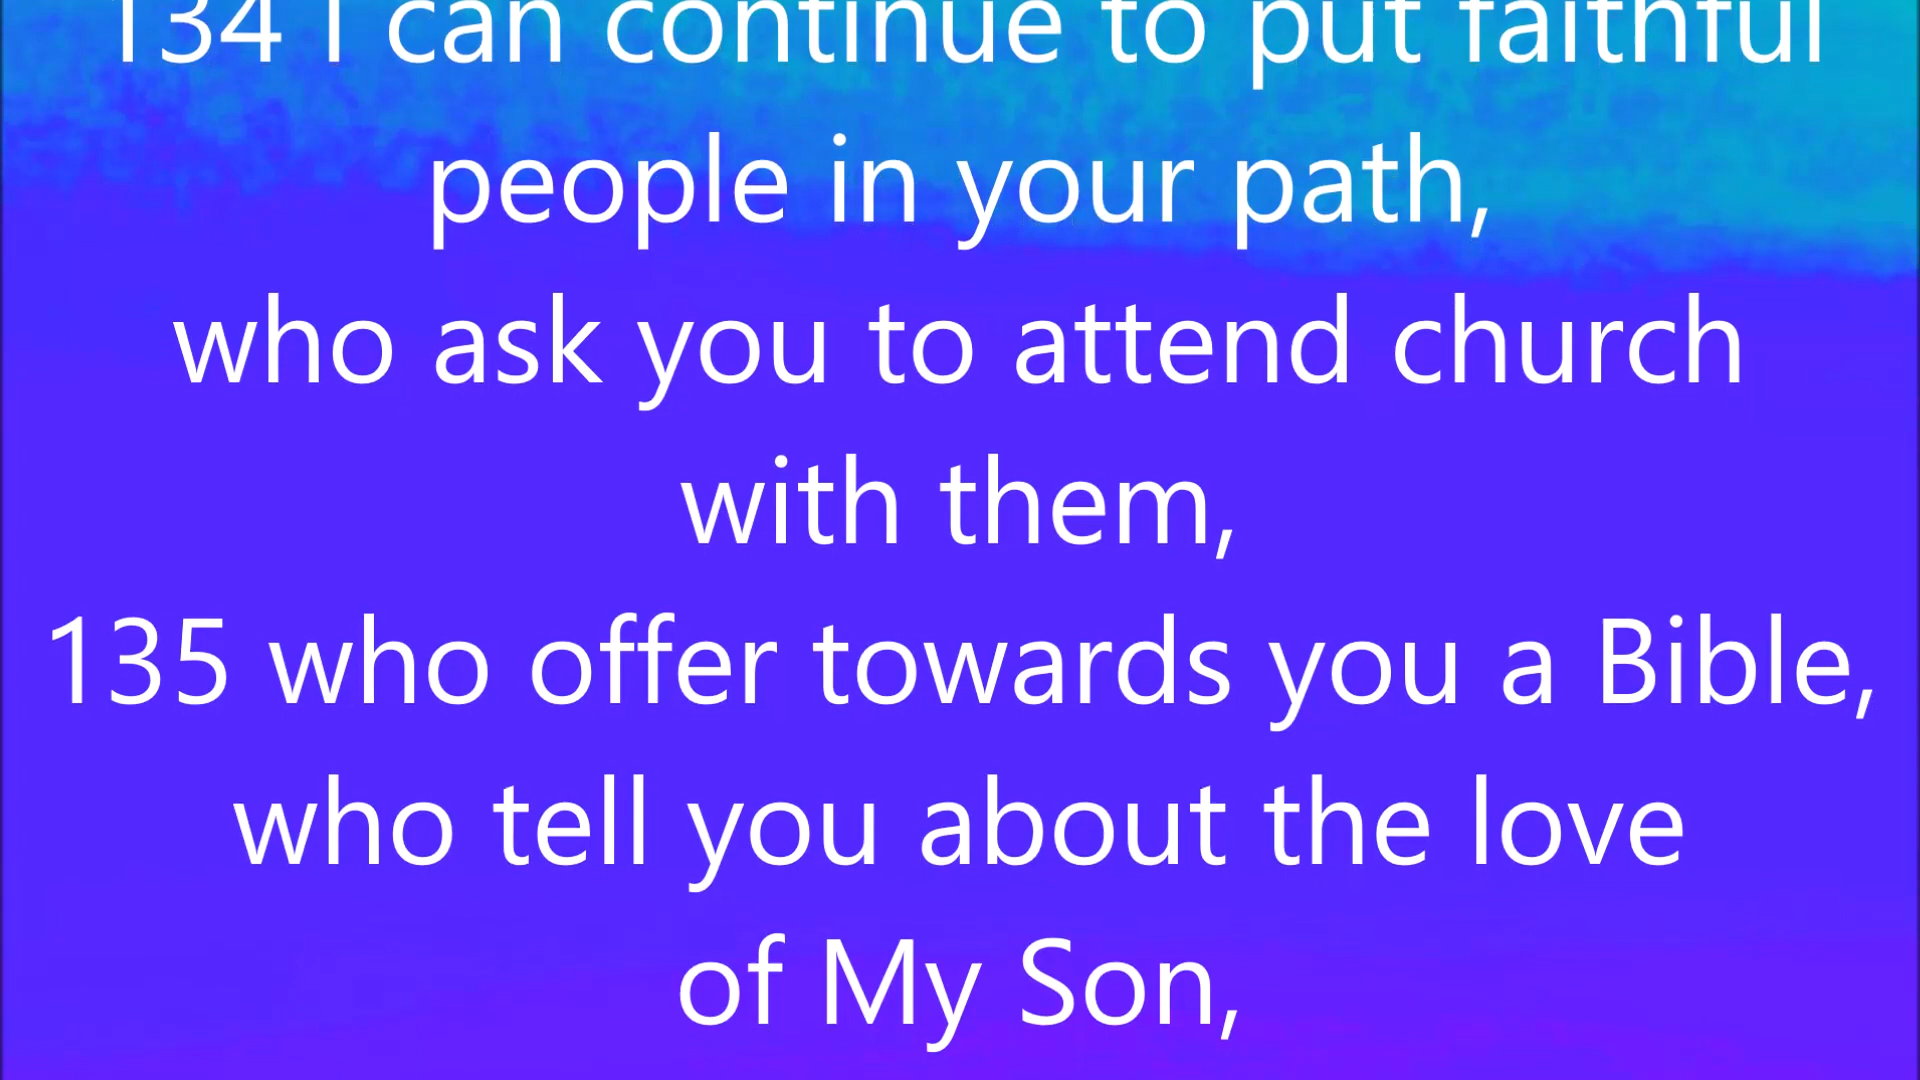 134 I can continue to put faithful
people in your path,
who ask you to attend church
with them,
135 who offer towards you a Bible,
who tell you about the love
of My Son,